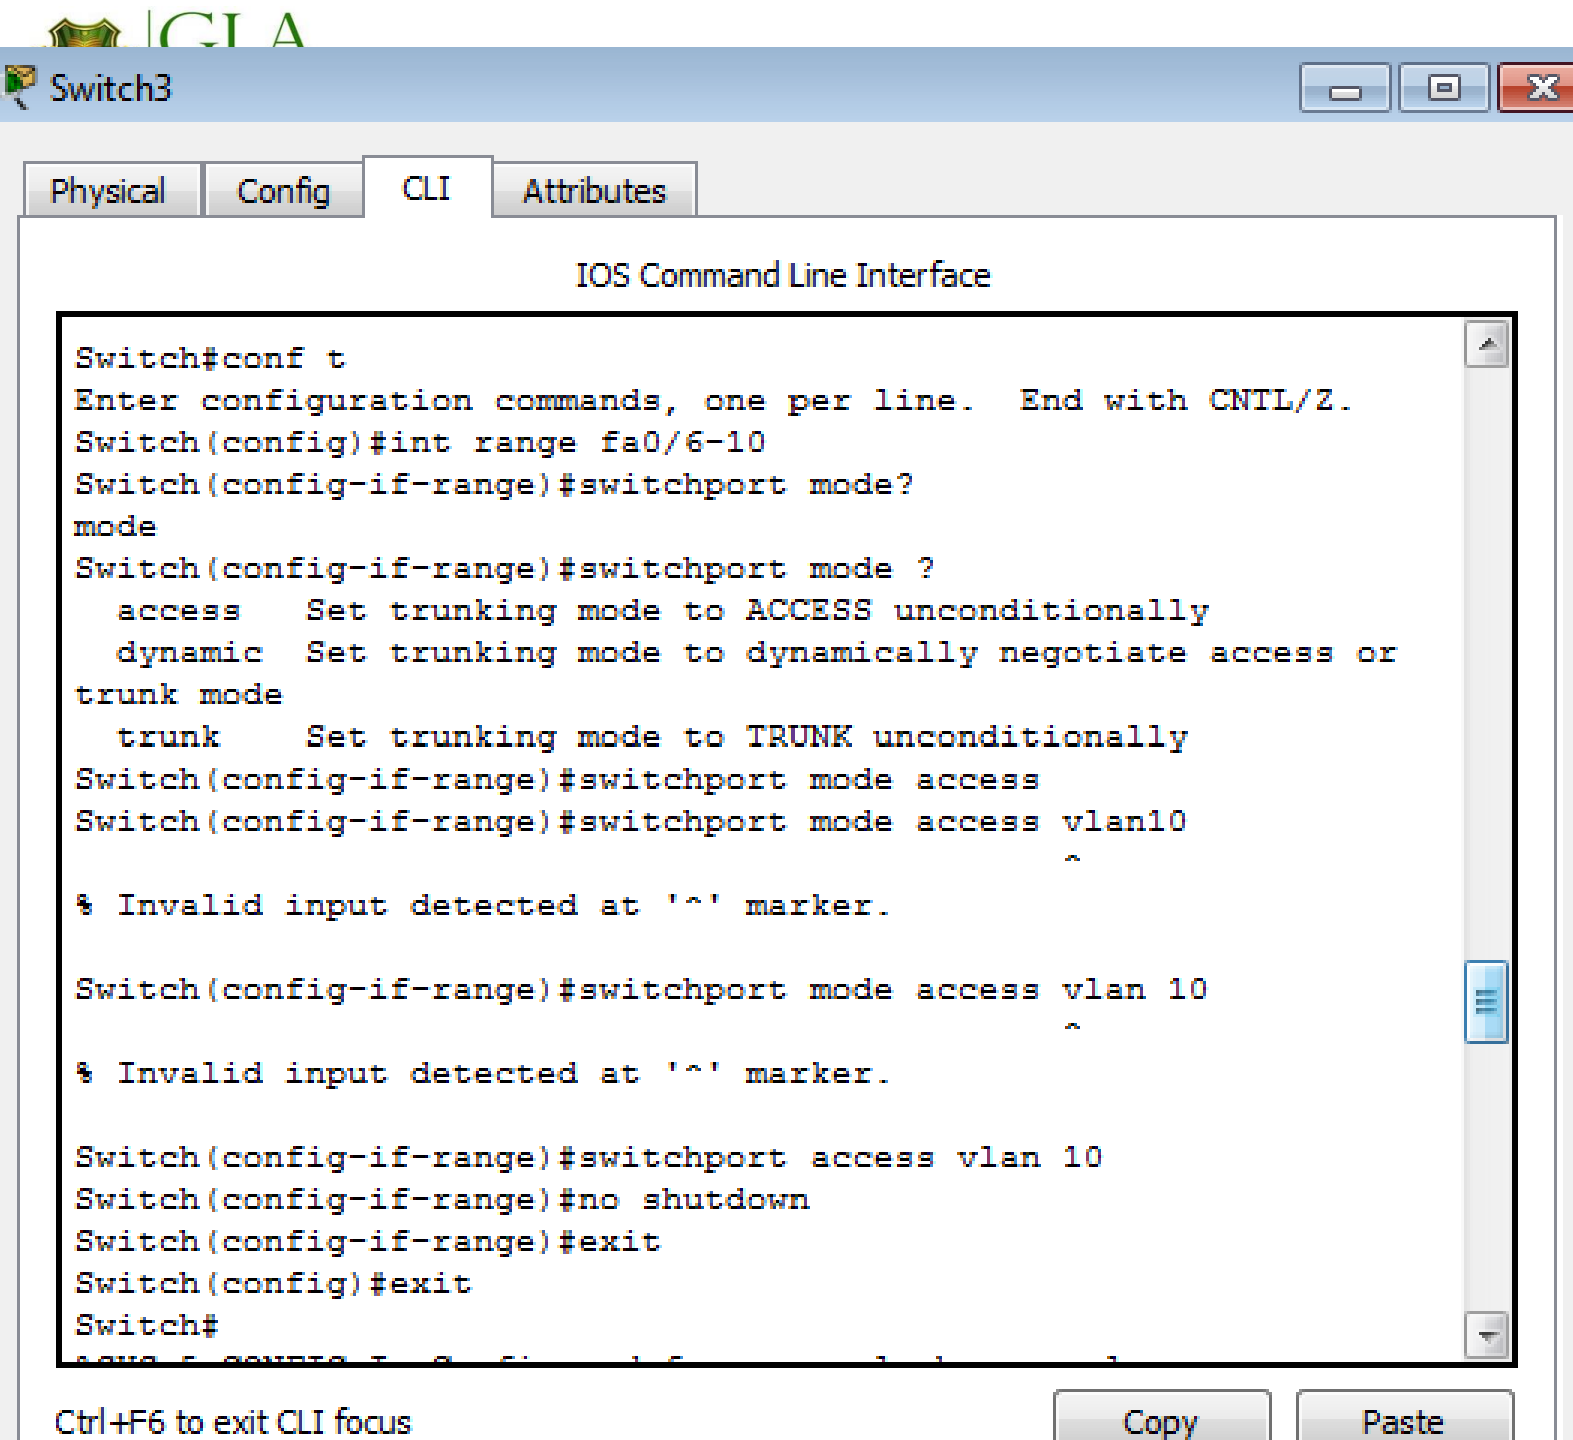 GLA
Switch3
Physical Config CLI Attributes
IOS Command Line Interface
Switch#conf t
Enter configuration commands, one per line.  End with CNTL/Z.
Switch(config)#int range fa0/6-10
Switch(config-if-range)#switchport mode?
mode
Switch(config-if-range)#switchport mode ?
  access   Set trunking mode to ACCESS unconditionally
  dynamic  Set trunking mode to dynamically negotiate access or
trunk mode
  trunk    Set trunking mode to TRUNK unconditionally
Switch(config-if-range)#switchport mode access
Switch(config-if-range)#switchport mode access vlan10
                                               ^
% Invalid input detected at '^' marker.
Switch(config-if-range)#switchport mode access vlan 10
                                               ^
% Invalid input detected at '^' marker.
Switch(config-if-range)#switchport access vlan 10
Switch(config-if-range)#no shutdown
Switch(config-if-range)#exit
Switch(config)#exit
Switch#
Ctrl+F6 to exit CLI focus
Copy Paste